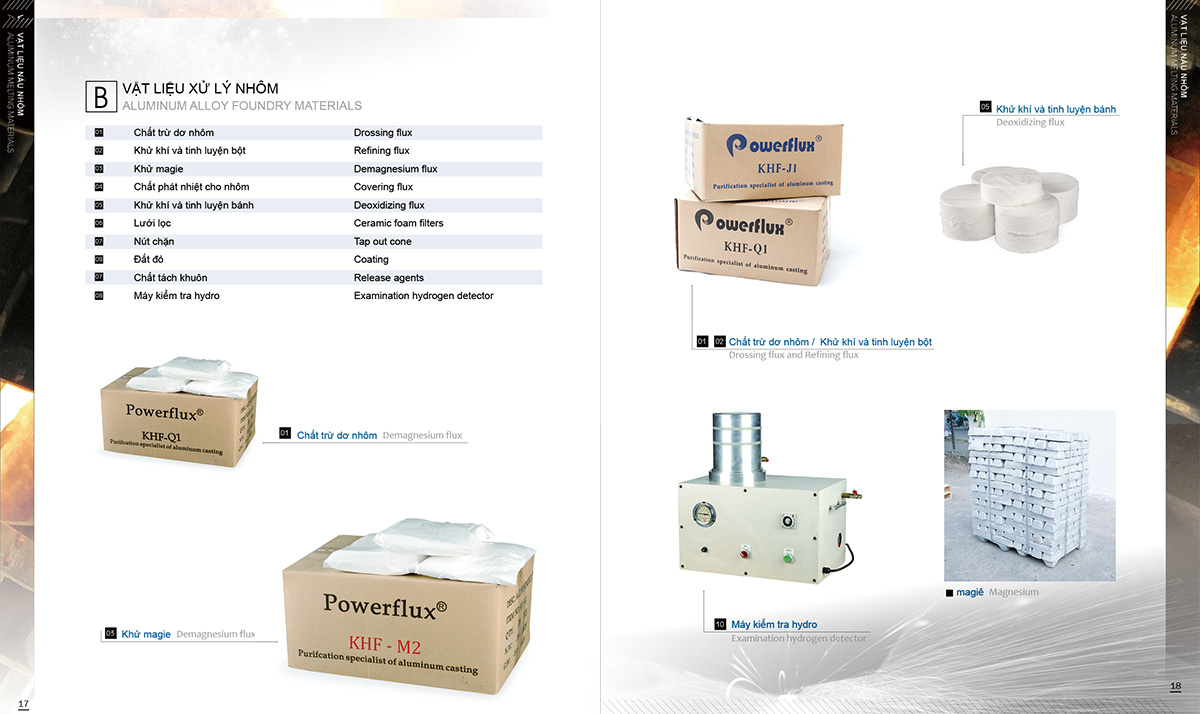 VẬT LIỆU NẤU NHÔM
ALUMINUM MELTING MATERIALS
B
VẬT LIỆU XỬ LÝ NHÔM
ALUMINUM ALLOY FOUNDRY MATERIALS
01 Chất trừ dơ nhôm Drossing flux
02 Khử khí và tinh luyện bột Refining flux
03 Khử magie Demagnesium flux
04 Chất phát nhiệt cho nhôm Covering flux
05 Khử khí và tinh luyện bánh Deoxidizing flux
06 Lưới lọc Ceramic foam filters
07 Nút chặn Tap out cone
08 Đất đỏ Coating
07 Chất tách khuôn Release agents
08 Máy kiểm tra hydro Examination hydrogen detector
Powerflux®
KHF-Q1
Purifcation specialist of aluminum casting
01 Chất trừ dơ nhôm Demagnesium flux
Powerflux®
KHF - M2
Purifcation specialist of aluminum casting
03 Khử magie Demagnesium flux
17
Powerflux®
KHF-J1
Purification specialist of aluminum casting
Powerflux®
KHF-Q1
Purification specialist of aluminum casting
01 02 Chất trừ dơ nhôm / Khử khí và tinh luyện bột
Drossing flux and Refining flux
05 Khử khí và tinh luyện bánh
Deoxidizing flux
10 Máy kiểm tra hydro
Examination hydrogen detector
magiê Magnesium
VẬT LIỆU NẤU NHÔM
ALUMINUM MELTING MATERIALS
18